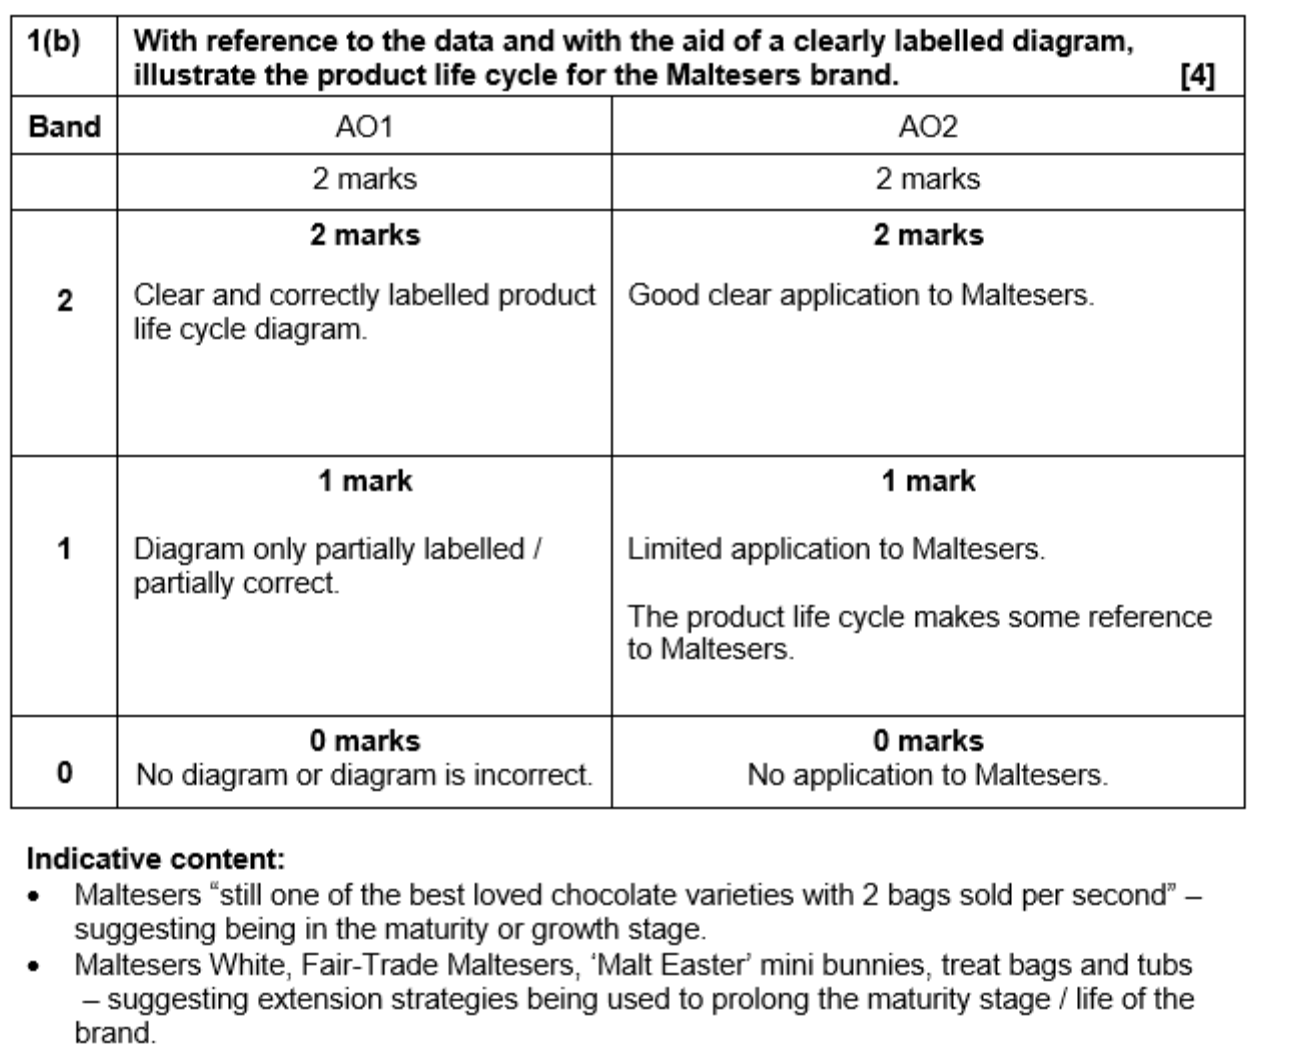 1(b)
With reference to the data and with the aid of a clearly labelled diagram,
illustrate the product life cycle for the Maltesers brand. [4]
Band
AO1
AO2
2 marks
2 marks
2
2 marks
Clear and correctly labelled product
life cycle diagram.
2 marks
Good clear application to Maltesers.
1
1 mark
Diagram only partially labelled /
partially correct.
1 mark
Limited application to Maltesers.
The product life cycle makes some reference
to Maltesers.
0
0 marks
No diagram or diagram is incorrect.
0 marks
No application to Maltesers.
Indicative content:
• Maltesers “still one of the best loved chocolate varieties with 2 bags sold per second” –
suggesting being in the maturity or growth stage.
• Maltesers White, Fair-Trade Maltesers, ‘Malt Easter’ mini bunnies, treat bags and tubs
– suggesting extension strategies being used to prolong the maturity stage / life of the
brand.